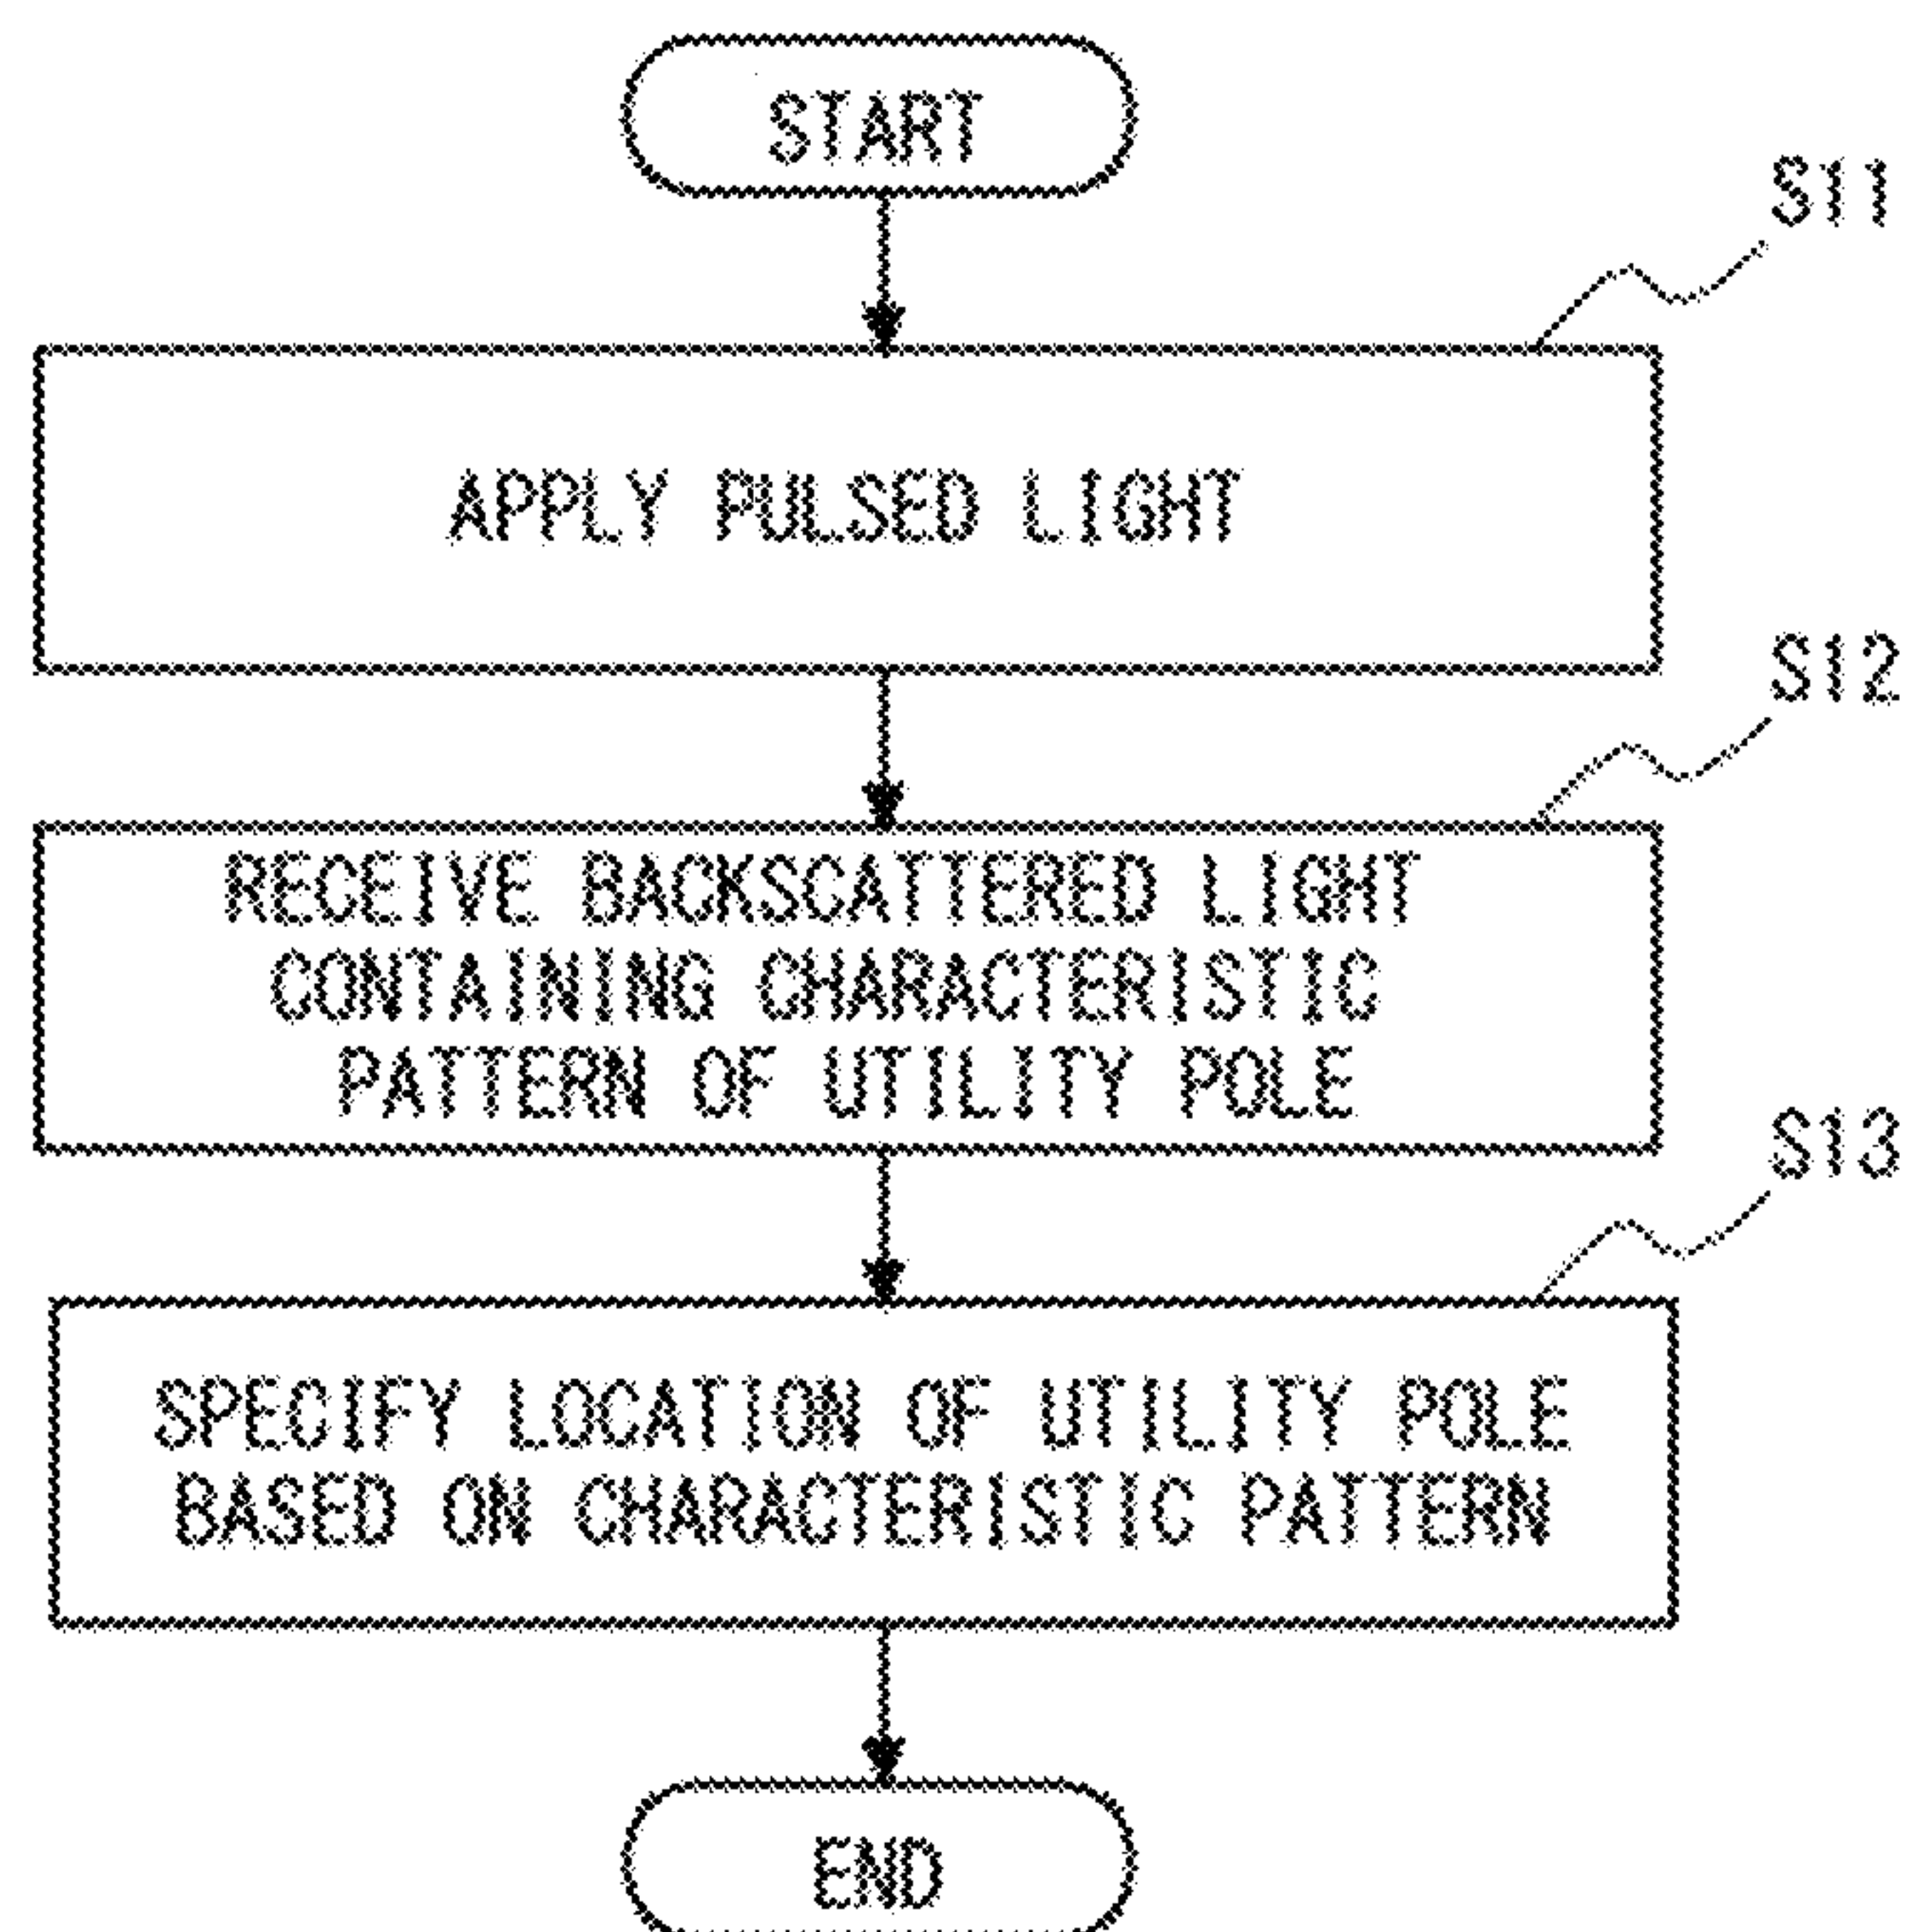 START
S11
APPLY PULSED LIGHT
S12
RECEIVE BACKSCATTERED LIGHT
CONTAINING CHARACTERISTIC
PATTERN OF UTILITY POLE
S13
SPECIFY LOCATION OF UTILITY POLE
BASED ON CHARACTERISTIC PATTERN
END